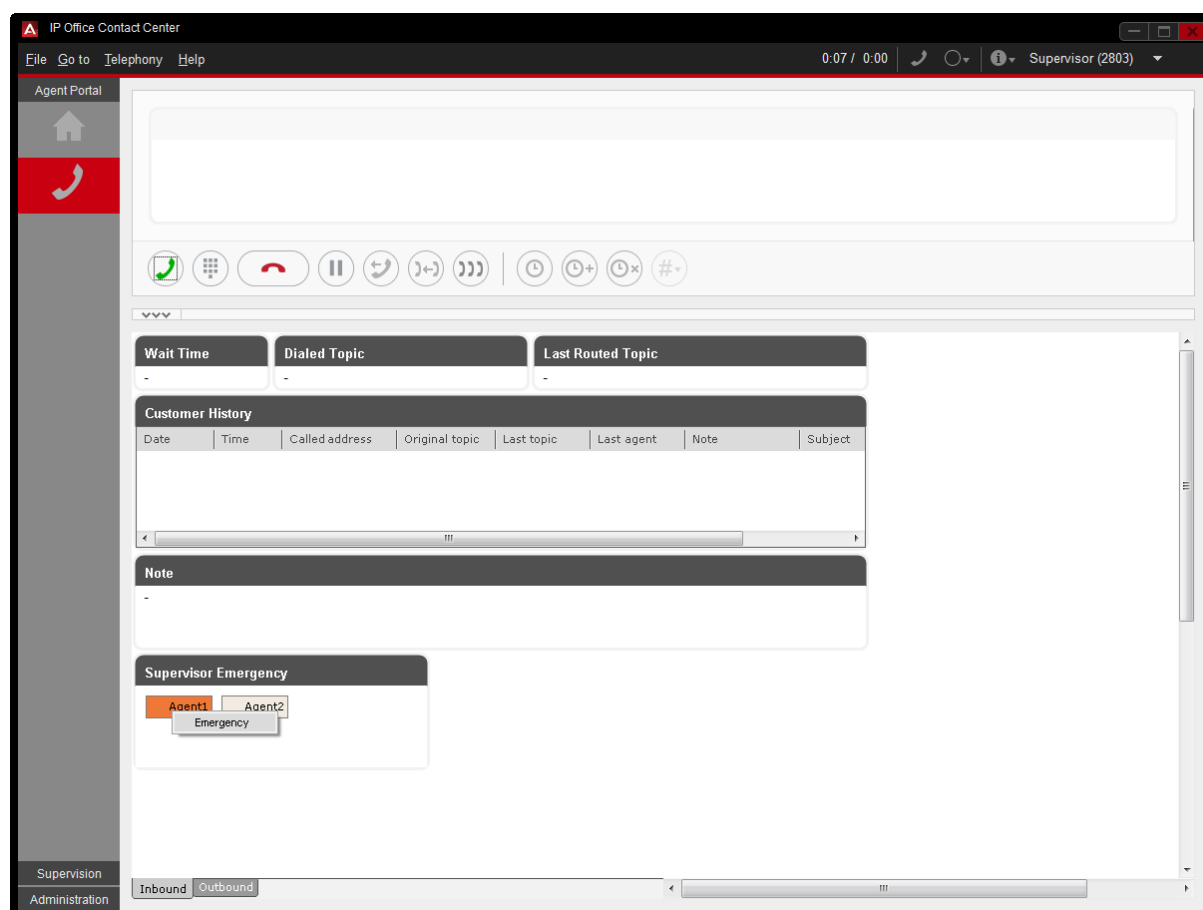 IP Office Contact Center
File Go to Telephony Help 0:07 / 0:00 Supervisor (2803)
Agent Portal
Wait Time Dialed Topic Last Routed Topic
- - -
Customer History
Date Time Called address Original topic Last topic Last agent Note Subject
Note
-
Supervisor Emergency
Agent1 Agent2
Emergency
Supervision
Inbound Outbound
Administration